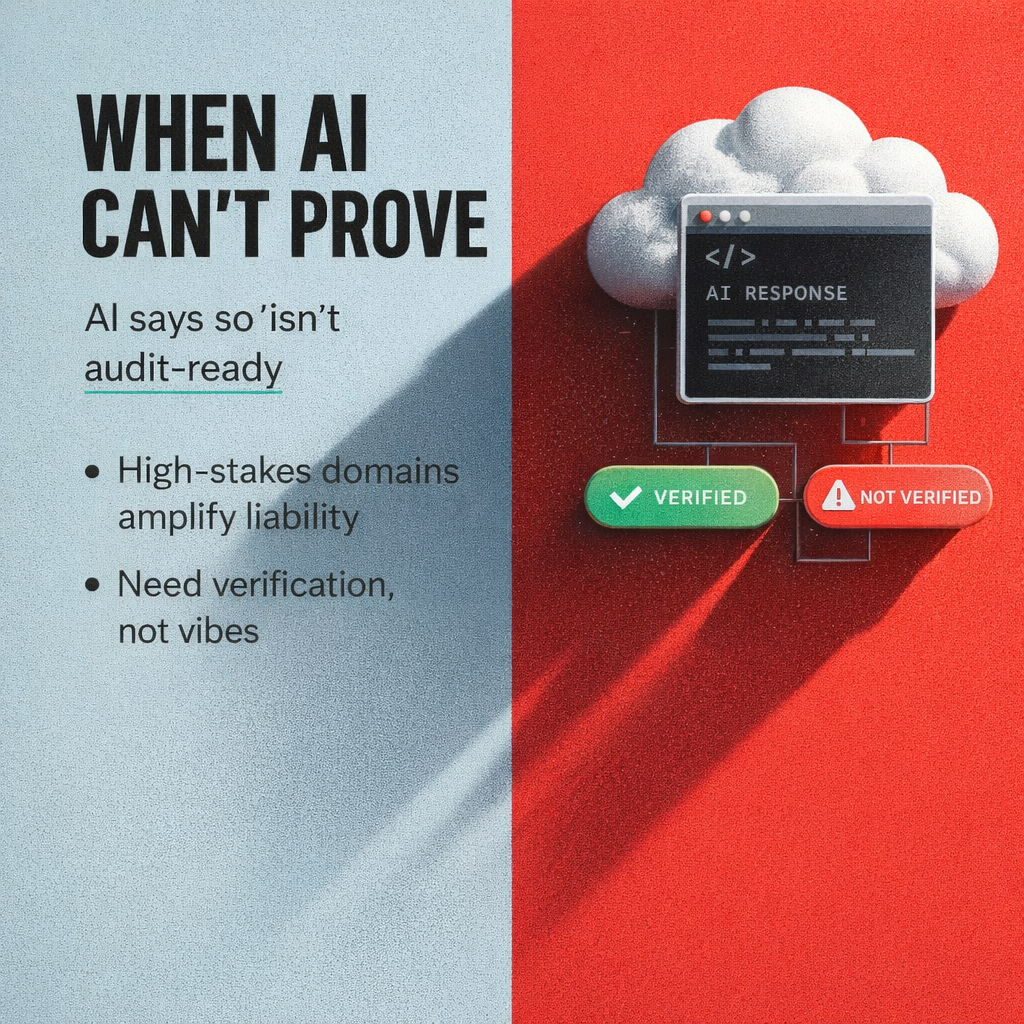 WHEN AI
CAN'T PROVE
AI says so 'isn't
audit-ready
• High-stakes domains
amplify liability
• Need verification,
not vibes
</>
AI RESPONSE
VERIFIED
NOT VERIFIED